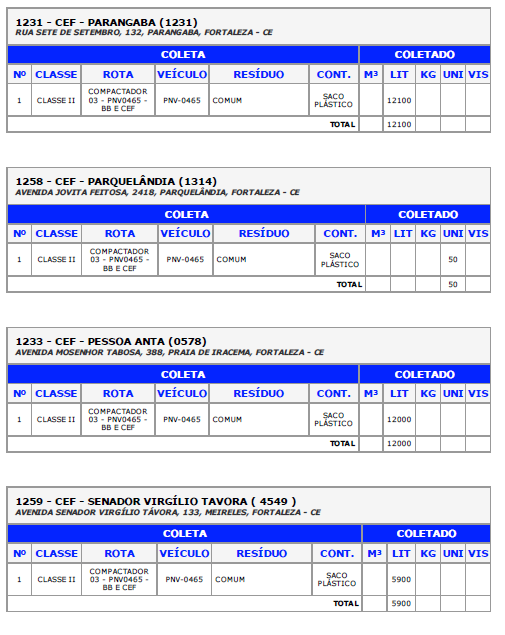 1231 - CEF - PARANGABA (1231)
RUA SETE DE SETEMBRO, 132, PARANGABA, FORTALEZA - CE
COLETA COLETADO
Nº CLASSE ROTA VEÍCULO RESÍDUO CONT. M³ LIT KG UNI VIS
1 CLASSE II COMPACTADOR 03 - PNV0465 - BB E CEF PNV-0465 COMUM SACO PLÁSTICO 12100
TOTAL 12100
1258 - CEF - PARQUELÂNDIA (1314)
AVENIDA JOVITA FEITOSA, 2418, PARQUELÂNDIA, FORTALEZA - CE
COLETA COLETADO
Nº CLASSE ROTA VEÍCULO RESÍDUO CONT. M³ LIT KG UNI VIS
1 CLASSE II COMPACTADOR 03 - PNV0465 - BB E CEF PNV-0465 COMUM SACO PLÁSTICO 50
TOTAL 50
1233 - CEF - PESSOA ANTA (0578)
AVENIDA MOSENHOR TABOSA, 388, PRAIA DE IRACEMA, FORTALEZA - CE
COLETA COLETADO
Nº CLASSE ROTA VEÍCULO RESÍDUO CONT. M³ LIT KG UNI VIS
1 CLASSE II COMPACTADOR 03 - PNV0465 - BB E CEF PNV-0465 COMUM SACO PLÁSTICO 12000
TOTAL 12000
1259 - CEF - SENADOR VIRGÍLIO TAVORA ( 4549 )
AVENIDA SENADOR VIRGÍLIO TÁVORA, 133, MEIRELES, FORTALEZA - CE
COLETA COLETADO
Nº CLASSE ROTA VEÍCULO RESÍDUO CONT. M³ LIT KG UNI VIS
1 CLASSE II COMPACTADOR 03 - PNV0465 - BB E CEF PNV-0465 COMUM SACO PLÁSTICO 5900
TOTAL 5900